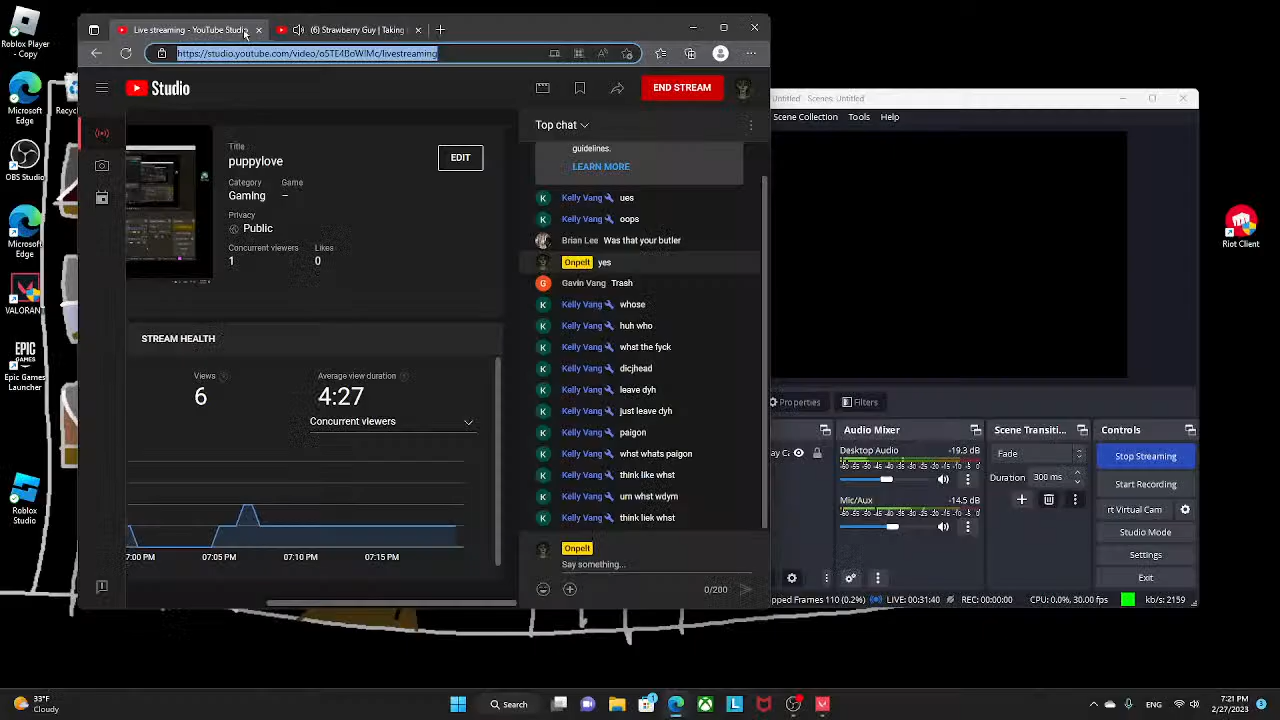 Roblox Player
Microsoft
Edge
OBS Studio
Microsoft
Edge
VALORANT
Epic Games
Launcher
Roblox
Studio
Live streaming - YouTube Studio
(6) Strawberry Guy | Taking
https://studio.youtube.com/video/o5TE4BoWlMc/livestreaming
Studio
END STREAM
Title
puppylove
EDIT
Category
Game
Gaming
–
Privacy
Public
Concurrent viewers
Likes
1
0
STREAM HEALTH
Views
Average view duration
6
4:27
Concurrent viewers
7:00 PM
07:05 PM
07:10 PM
07:15 PM
Top chat
guidelines.
LEARN MORE
K Kelly Vang ues
K Kelly Vang oops
Brian Lee Was that your butler
Onpelt yes
G Gavin Vang Trash
K Kelly Vang whose
K Kelly Vang huh who
K Kelly Vang whst the fyck
K Kelly Vang dicjhead
K Kelly Vang leave dyh
K Kelly Vang just leave dyh
K Kelly Vang paigon
K Kelly Vang what whats paigon
K Kelly Vang think like whst
K Kelly Vang um whst wdym
K Kelly Vang think liek whst
Onpelt
Say something...
0/200
Untitled - Scenes: Untitled
Scene Collection Tools Help
Properties
Filters
Audio Mixer
Desktop Audio -19.3 dB
Mic/Aux -14.5 dB
Scene Transiti...
Fade
Duration 300 ms
Controls
Stop Streaming
Start Recording
rt Virtual Cam
Studio Mode
Settings
Exit
pped Frames 110 (0.2%)
LIVE: 00:31:40
REC: 00:00:00
CPU: 0.0%, 30.00 fps
kb/s: 2159
Riot Client
33°F
Cloudy
Search
ENG
7:21 PM
2/27/2023